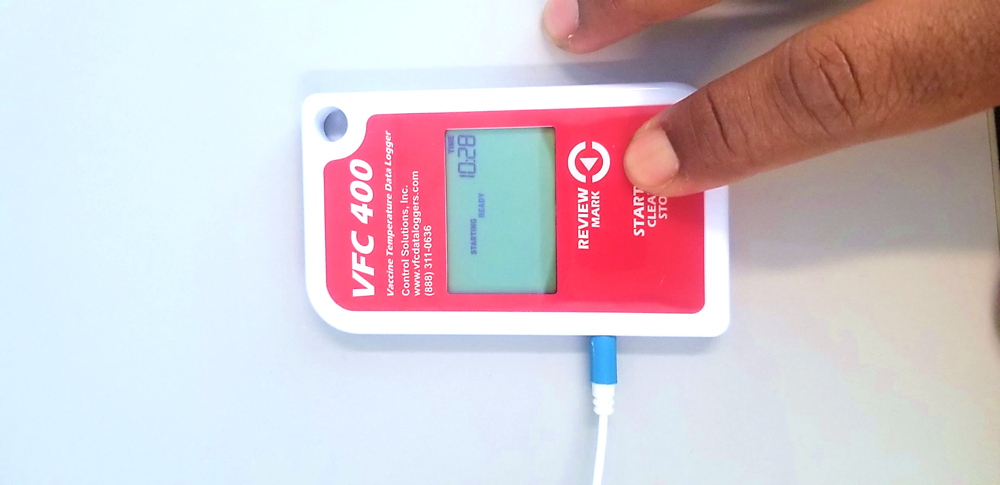 VFC 400
Vaccine Temperature Data Logger
Control Solutions, Inc.
www.vfcdataloggers.com
(888) 311-0636
TIME
10:28
STARTING
READY
REVIEW
MARK
START